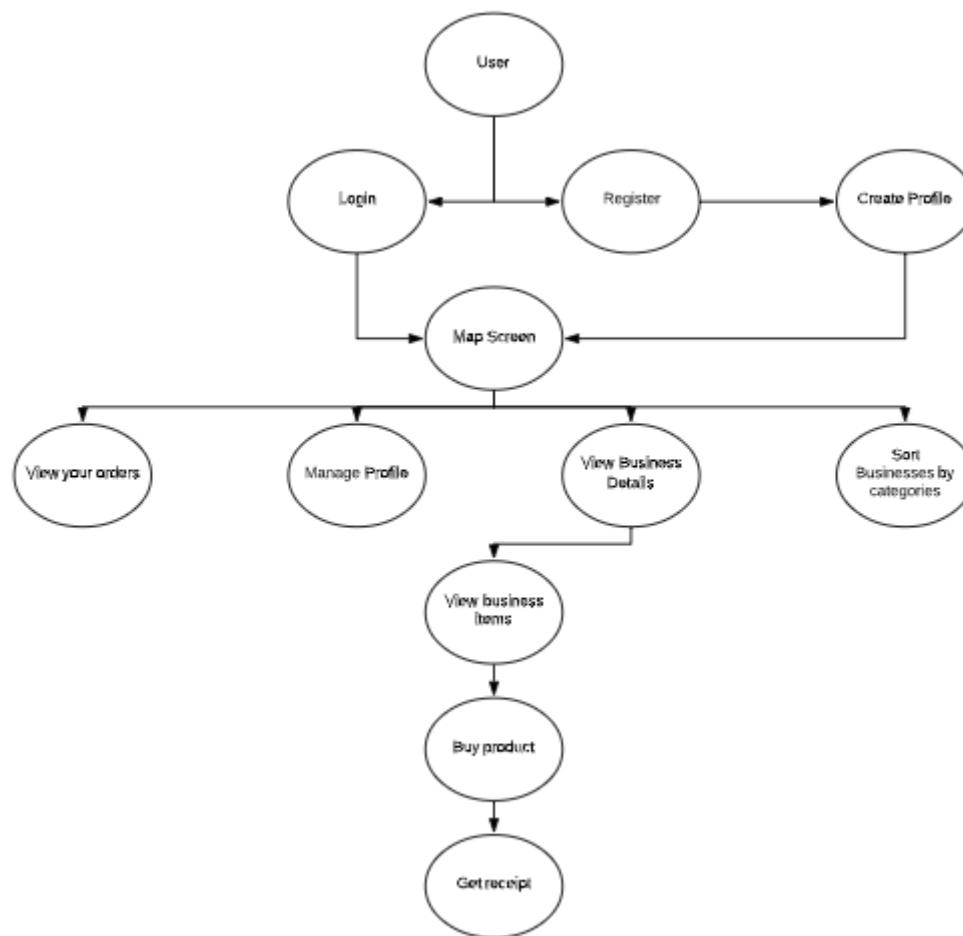 User
Login
Register
Create Profile
Map Screen
View your orders
Manage Profile
View Business
Details
Sort
Businesses by
categories
View business
items
Buy product
Get receipt